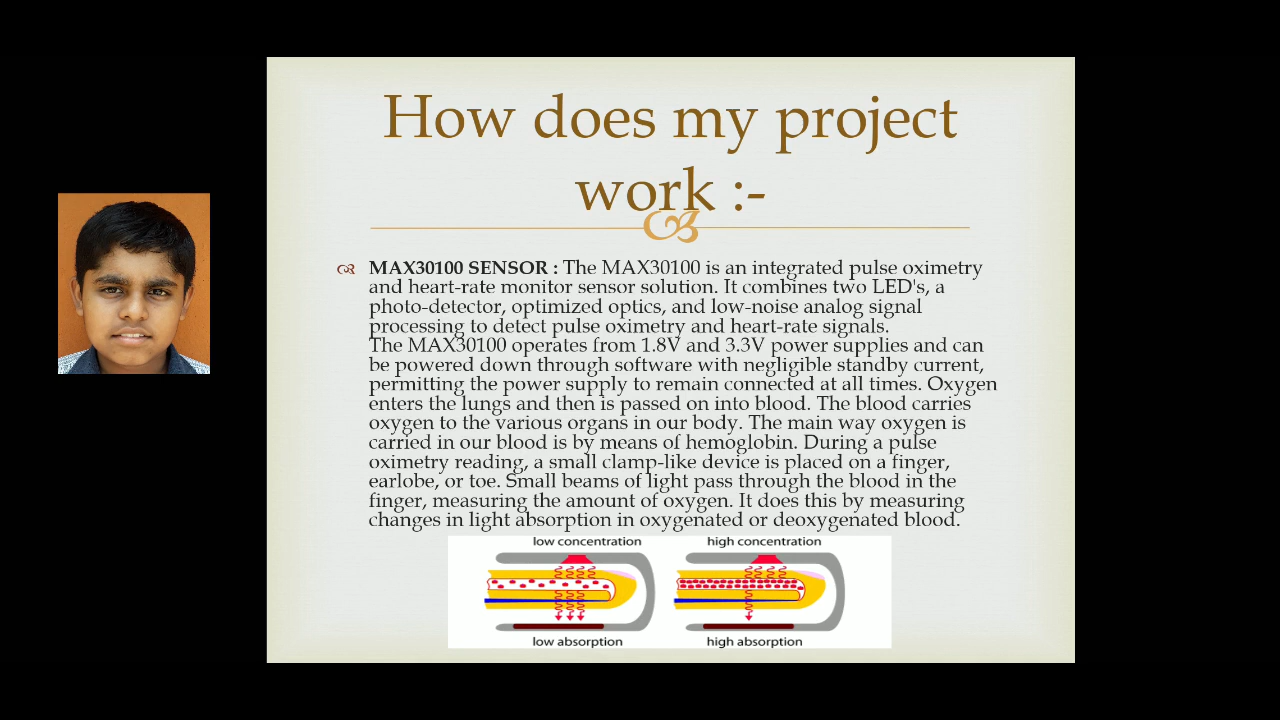 How does my project
work :-
MAX30100 SENSOR : The MAX30100 is an integrated pulse oximetry
and heart-rate monitor sensor solution. It combines two LED's, a
photo-detector, optimized optics, and low-noise analog signal
processing to detect pulse oximetry and heart-rate signals.
The MAX30100 operates from 1.8V and 3.3V power supplies and can
be powered down through software with negligible standby current,
permitting the power supply to remain connected at all times. Oxygen
enters the lungs and then is passed on into blood. The blood carries
oxygen to the various organs in our body. The main way oxygen is
carried in our blood is by means of hemoglobin. During a pulse
oximetry reading, a small clamp-like device is placed on a finger,
earlobe, or toe. Small beams of light pass through the blood in the
finger, measuring the amount of oxygen. It does this by measuring
changes in light absorption in oxygenated or deoxygenated blood.
low concentration
high concentration
low absorption
high absorption